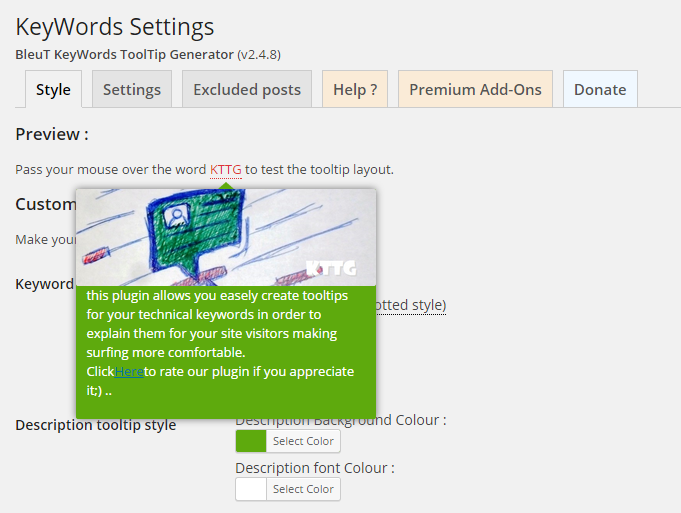 KeyWords Settings
BleuT KeyWords ToolTip Generator (v2.4.8)
Style Settings Excluded posts Help ? Premium Add-Ons Donate
Preview :
Pass your mouse over the word KTTG to test the tooltip layout.
Custom
Make your
KTTG
Keyword
this plugin allows you easely create tooltips
for your technical keywords in order to
otted style)
explain them for your site visitors making
surfing more comfortable.
ClickHereto rate our plugin if you appreciate
it;) ..
Description tooltip style
Description Background Colour :
Select Color
Description font Colour :
Select Color